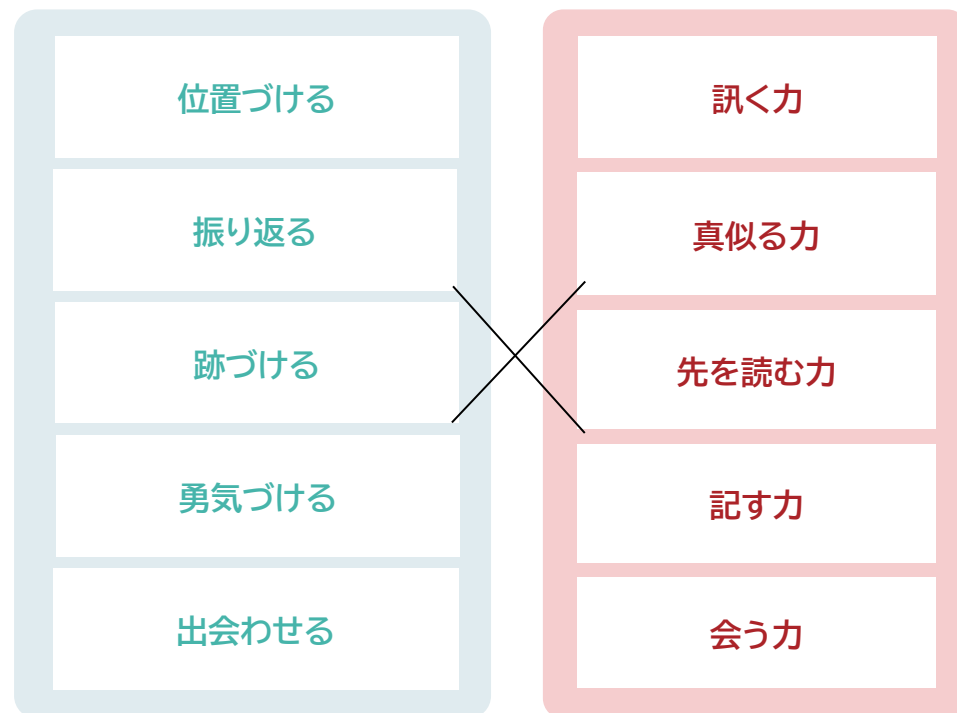 位置づける
振り返る
跡づける
勇気づける
出会わせる
訊く力
真似る力
先を読む力
記す力
会う力